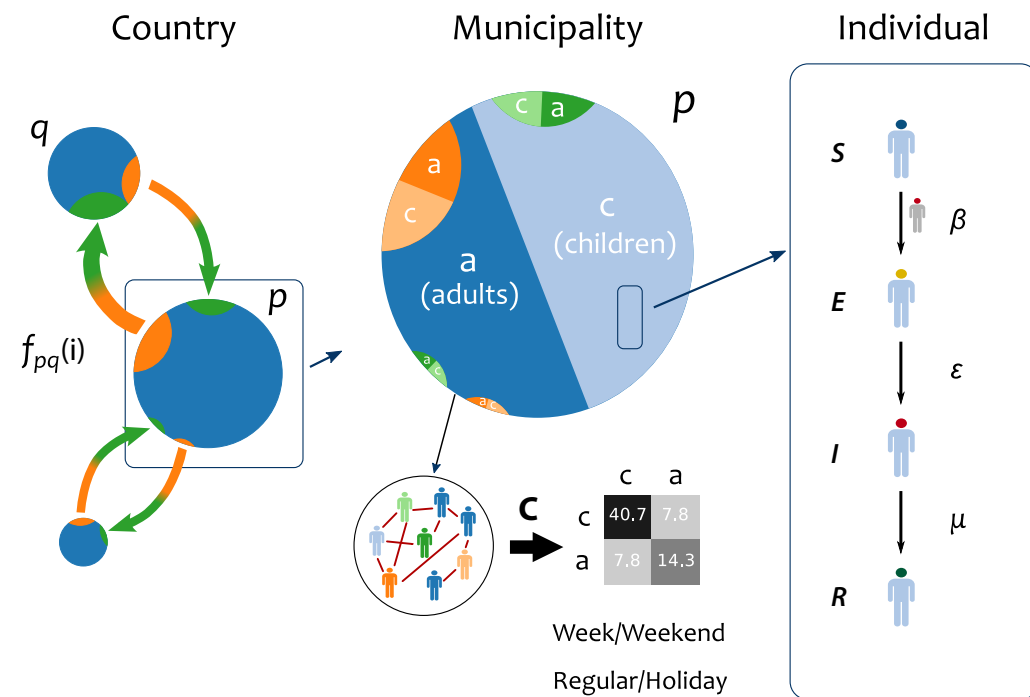 Country
Municipality
Individual
q
p
f_pq(i)
p
c
a
a
c
a
(adults)
c
(children)
a
c
a
c
C
c
a
c
40.7
7.8
a
7.8
14.3
Week/Weekend
Regular/Holiday
S
β
E
ε
I
μ
R